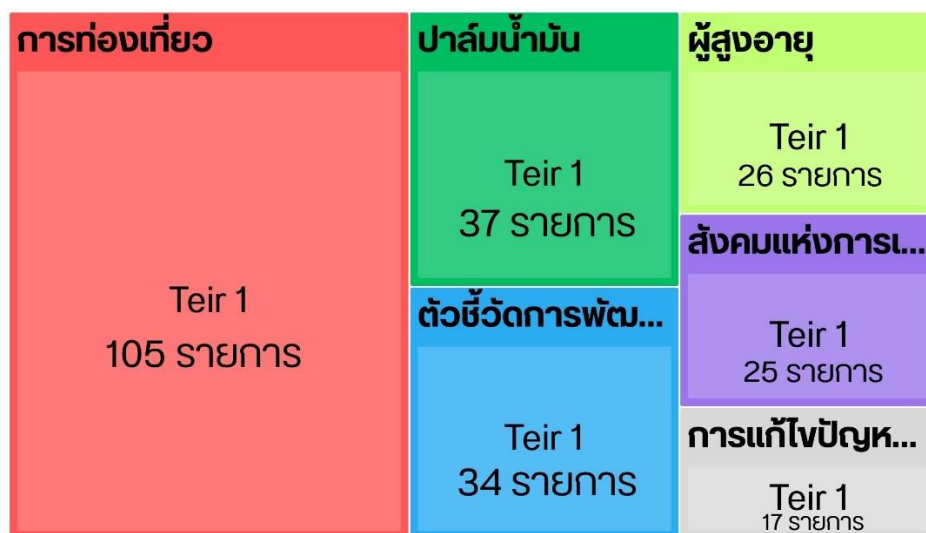 การท่องเที่ยว
Teir 1
105 รายการ
ปาล์มน้ำมัน
Teir 1
37 รายการ
ตัวชี้วัดการพัฒ...
Teir 1
34 รายการ
ผู้สูงอายุ
Teir 1
26 รายการ
สังคมแห่งการเ...
Teir 1
25 รายการ
การแก้ไขปัญห...
Teir 1
17 รายการ